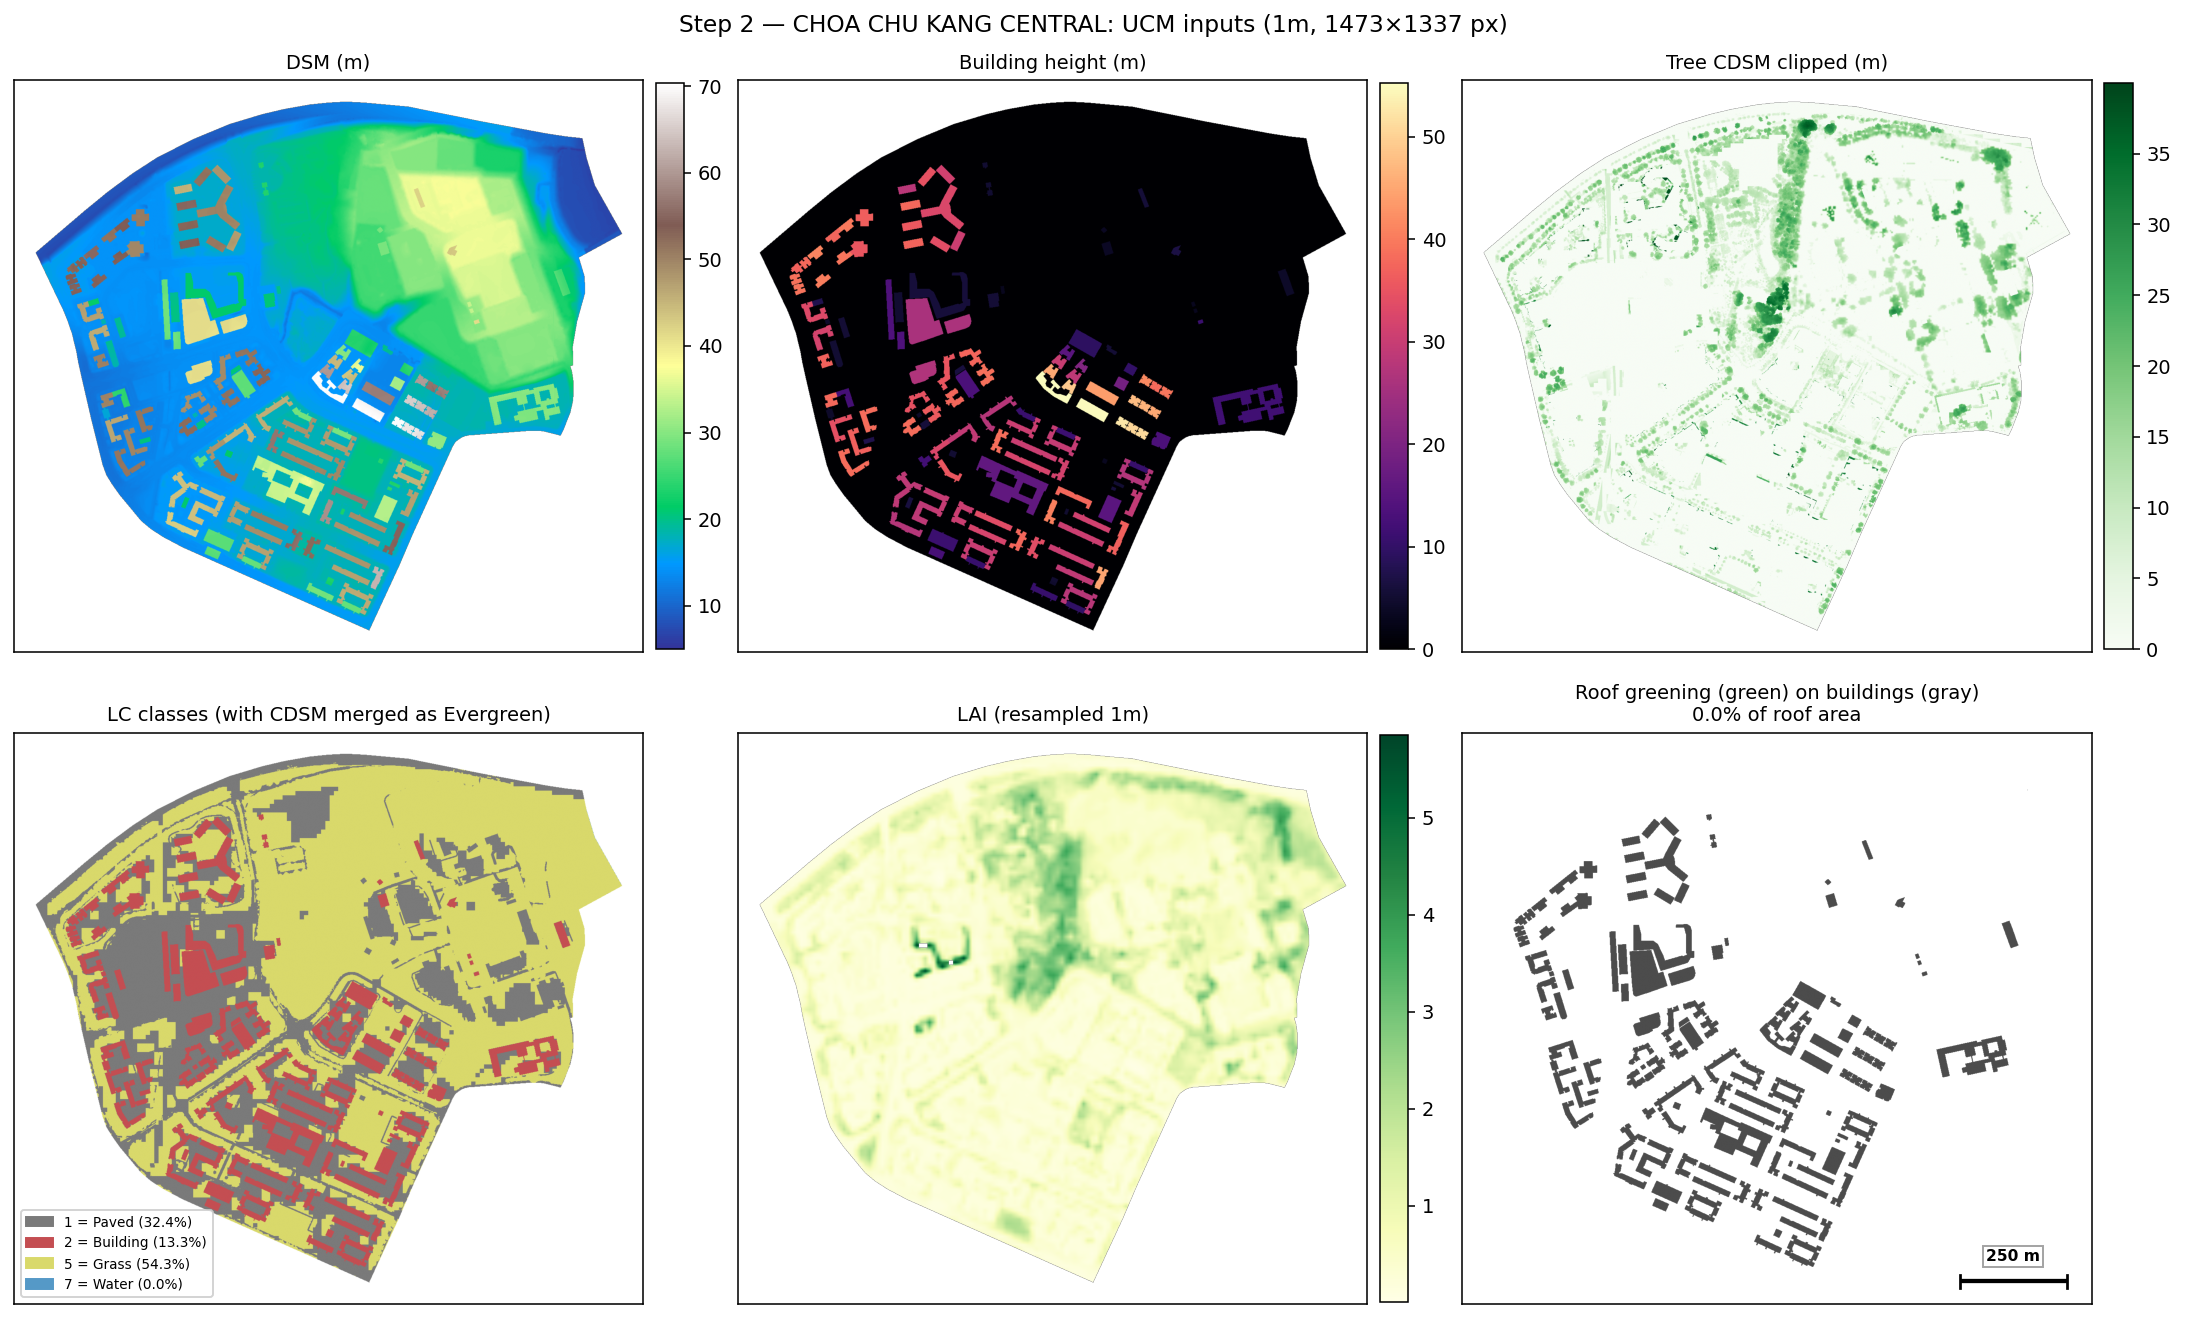 Step 2 — CHOA CHU KANG CENTRAL: UCM inputs (1m, 1473×1337 px)
DSM (m)
70
60
50
40
30
20
10
Building height (m)
50
40
30
20
10
0
Tree CDSM clipped (m)
35
30
25
20
15
10
5
0
LC classes (with CDSM merged as Evergreen)
1 = Paved (32.4%)
2 = Building (13.3%)
5 = Grass (54.3%)
7 = Water (0.0%)
LAI (resampled 1m)
5
4
3
2
1
Roof greening (green) on buildings (gray)
0.0% of roof area
250 m